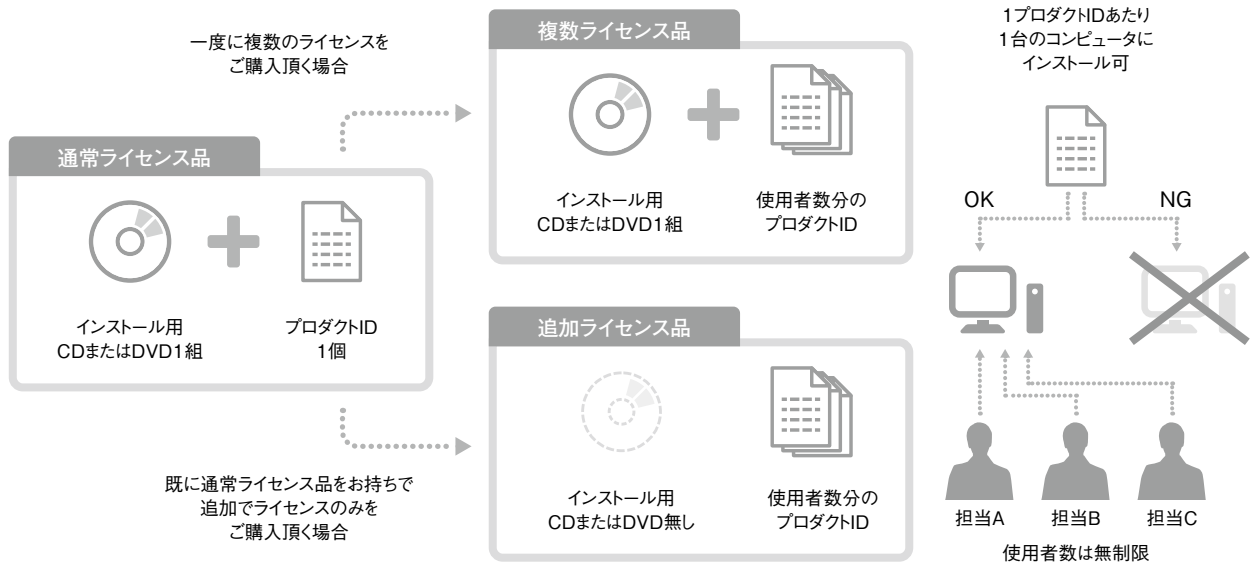 一度に複数のライセンスを
ご購入頂く場合
通常ライセンス品
インストール用
CDまたはDVD1組
プロダクトID
1個
既に通常ライセンス品をお持ちで
追加でライセンスのみを
ご購入頂く場合
複数ライセンス品
インストール用
CDまたはDVD1組
使用者数分の
プロダクトID
追加ライセンス品
インストール用
CDまたはDVD無し
使用者数分の
プロダクトID
1プロダクトIDあたり
1台のコンピュータに
インストール可
OK
NG
担当A
担当B
担当C
使用者数は無制限